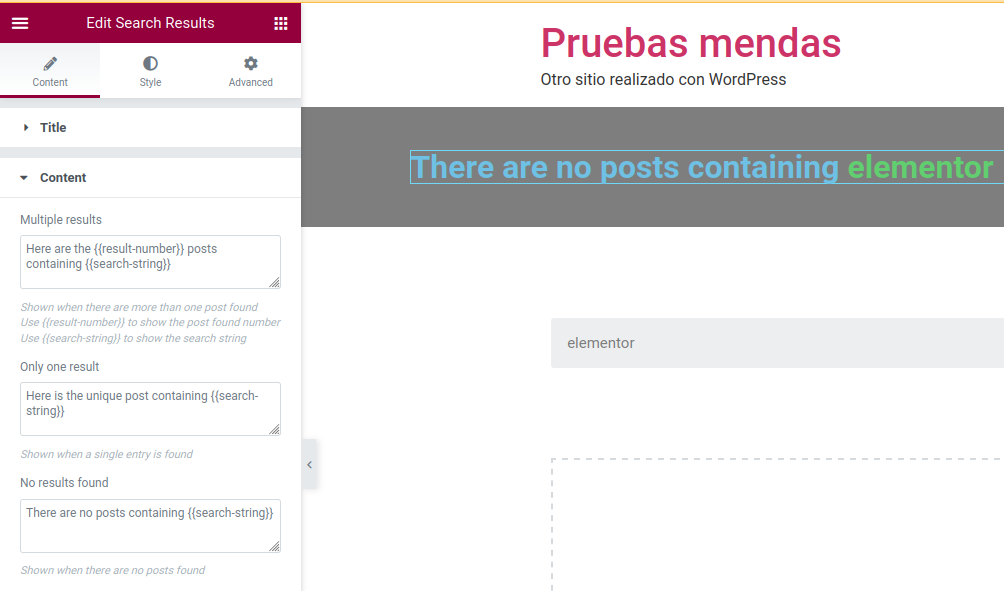 Edit Search Results
Content
Style
Advanced
Title
Content
Multiple results
Here are the {{result-number}} posts
containing {{search-string}}
Shown when there are more than one post found
Use {{result-number}} to show the post found number
Use {{search-string}} to show the search string
Only one result
Here is the unique post containing {{search-
string}}
Shown when a single entry is found
No results found
There are no posts containing {{search-string}}
Shown when there are no posts found
Pruebas mendas
Otro sitio realizado con WordPress
There are no posts containing elementor
elementor